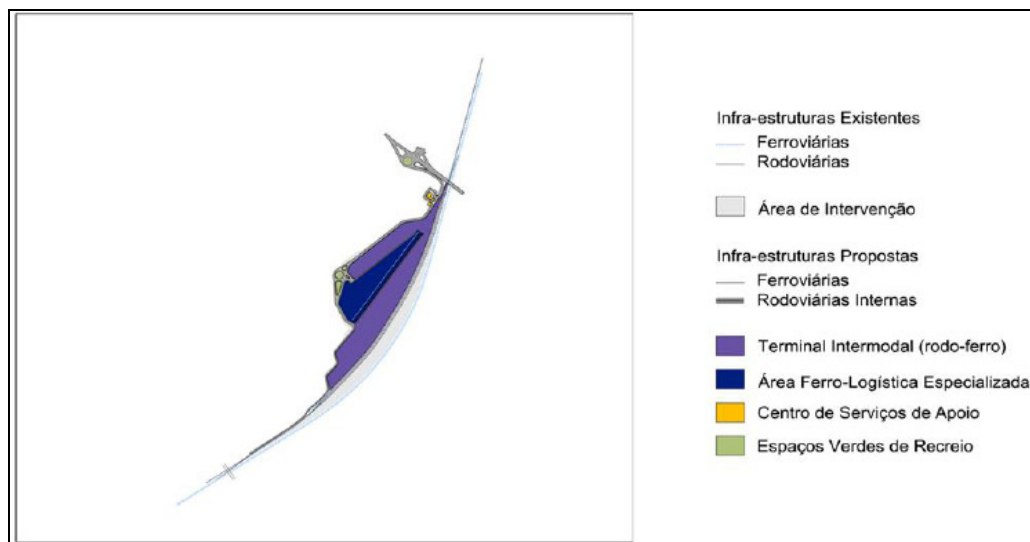 Infra-estruturas Existentes
Ferroviárias
Rodoviárias
Área de Intervenção
Infra-estruturas Propostas
Ferroviárias
Rodoviárias Internas
Terminal Intermodal (rodo-ferro)
Área Ferro-Logística Especializada
Centro de Serviços de Apoio
Espaços Verdes de Recreio